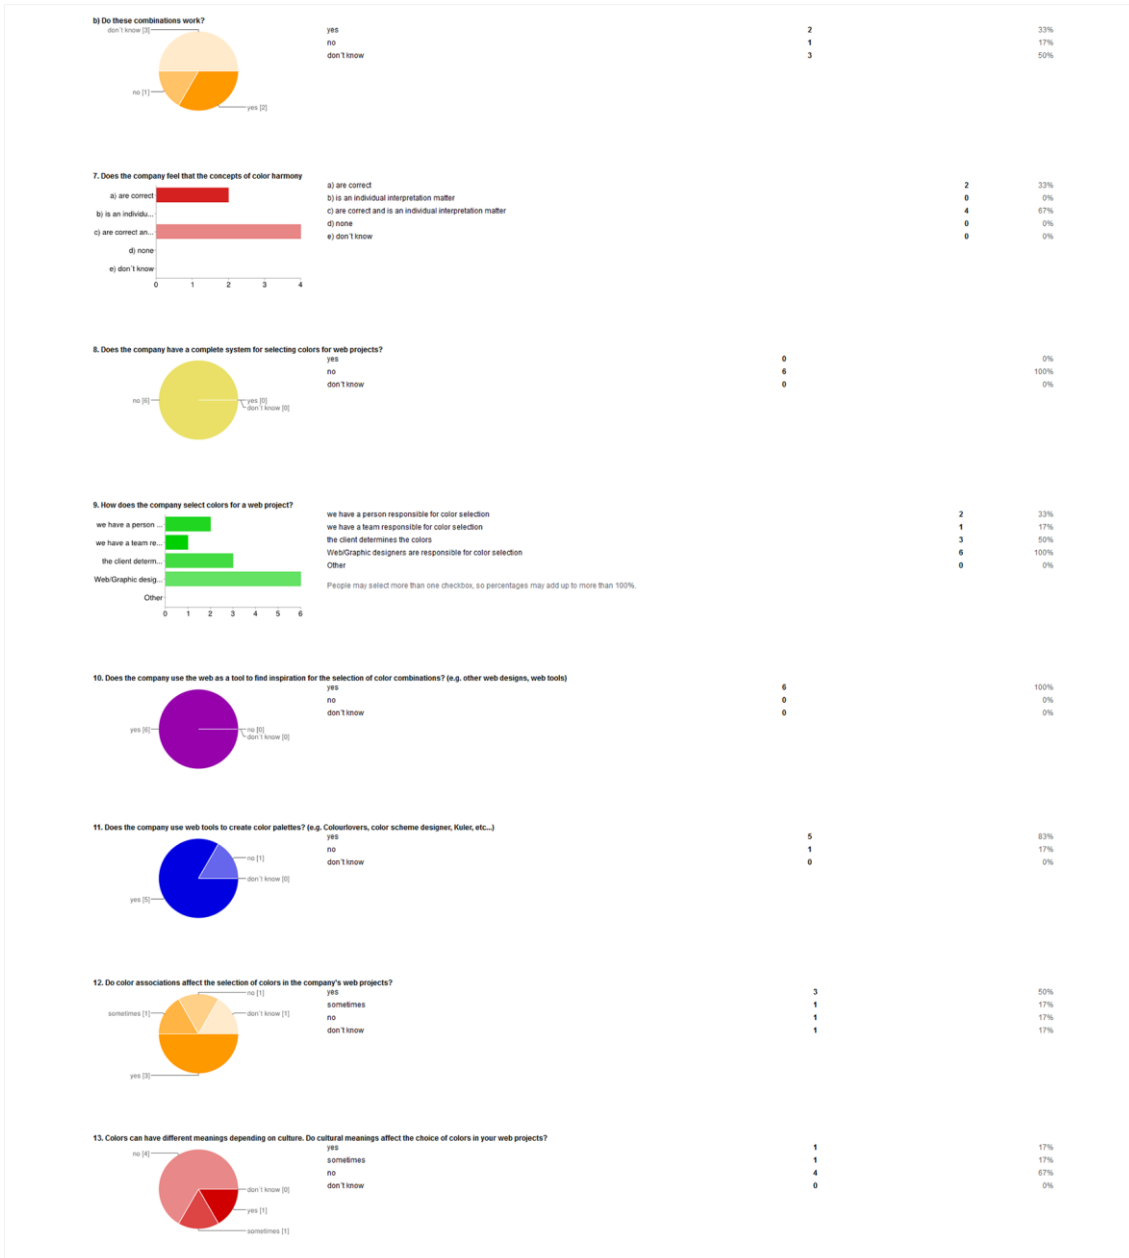 b) Do these combinations work?
don´t know [3]
no [1]
yes [2]
yes 2 33%
no 1 17%
don´t know 3 50%
7. Does the company feel that the concepts of color harmony
a) are correct
b) is an individu...
c) are correct an...
d) none
e) don´t know
0 1 2 3 4
a) are correct 2 33%
b) is an individual interpretation matter 0 0%
c) are correct and is an individual interpretation matter 4 67%
d) none 0 0%
e) don´t know 0 0%
8. Does the company have a complete system for selecting colors for web projects?
no [6]
yes [0]
don´t know [0]
yes 0 0%
no 6 100%
don´t know 0 0%
9. How does the company select colors for a web project?
we have a person ...
we have a team re...
the client determ...
Web/Graphic desig...
Other
0 1 2 3 4 5 6
we have a person responsible for color selection 2 33%
we have a team responsible for color selection 1 17%
the client determines the colors 3 50%
Web/Graphic designers are responsible for color selection 6 100%
Other 0 0%
People may select more than one checkbox, so percentages may add up to more than 100%.
10. Does the company use the web as a tool to find inspiration for the selection of color combinations? (e.g. other web designs, web tools)
yes [6]
no [0]
don´t know [0]
yes 6 100%
no 0 0%
don´t know 0 0%
11. Does the company use web tools to create color palettes? (e.g. Colourlovers, color scheme designer, Kuler, etc...)
no [1]
don´t know [0]
yes [5]
yes 5 83%
no 1 17%
don´t know 0 0%
12. Do color associations affect the selection of colors in the company's web projects?
no [1]
sometimes [1]
don´t know [1]
yes [3]
yes 3 50%
sometimes 1 17%
no 1 17%
don´t know 1 17%
13. Colors can have different meanings depending on culture. Do cultural meanings affect the choice of colors in your web projects?
no [4]
don´t know [0]
yes [1]
sometimes [1]
yes 1 17%
sometimes 1 17%
no 4 67%
don´t know 0 0%